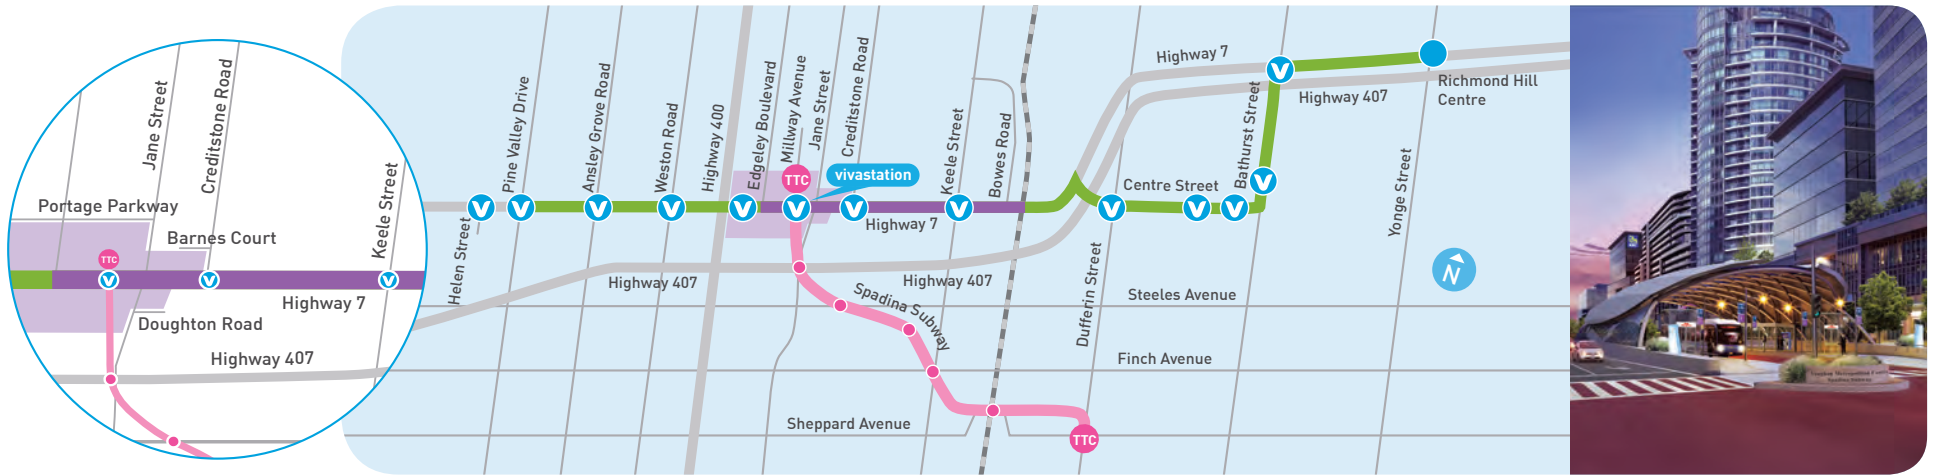 Jane Street
Creditstone Road
Keele Street
Portage Parkway
Barnes Court
TTC
V
V
V
Highway 7
Doughton Road
Highway 407
Helen Street
Pine Valley Drive
Ansley Grove Road
Weston Road
Highway 400
Edgeley Boulevard
Millway Avenue
Jane Street
Creditstone Road
Keele Street
Bowes Road
TTC
vivastation
V
V
V
V
V
V
V
V
Highway 7
Highway 407
Highway 407
Spadina Subway
Highway 7
Centre Street
Bathurst Street
V
V
V
V
V
Highway 407
Richmond Hill
Centre
Yonge Street
Dufferin Street
N
Steeles Avenue
Finch Avenue
Sheppard Avenue
TTC